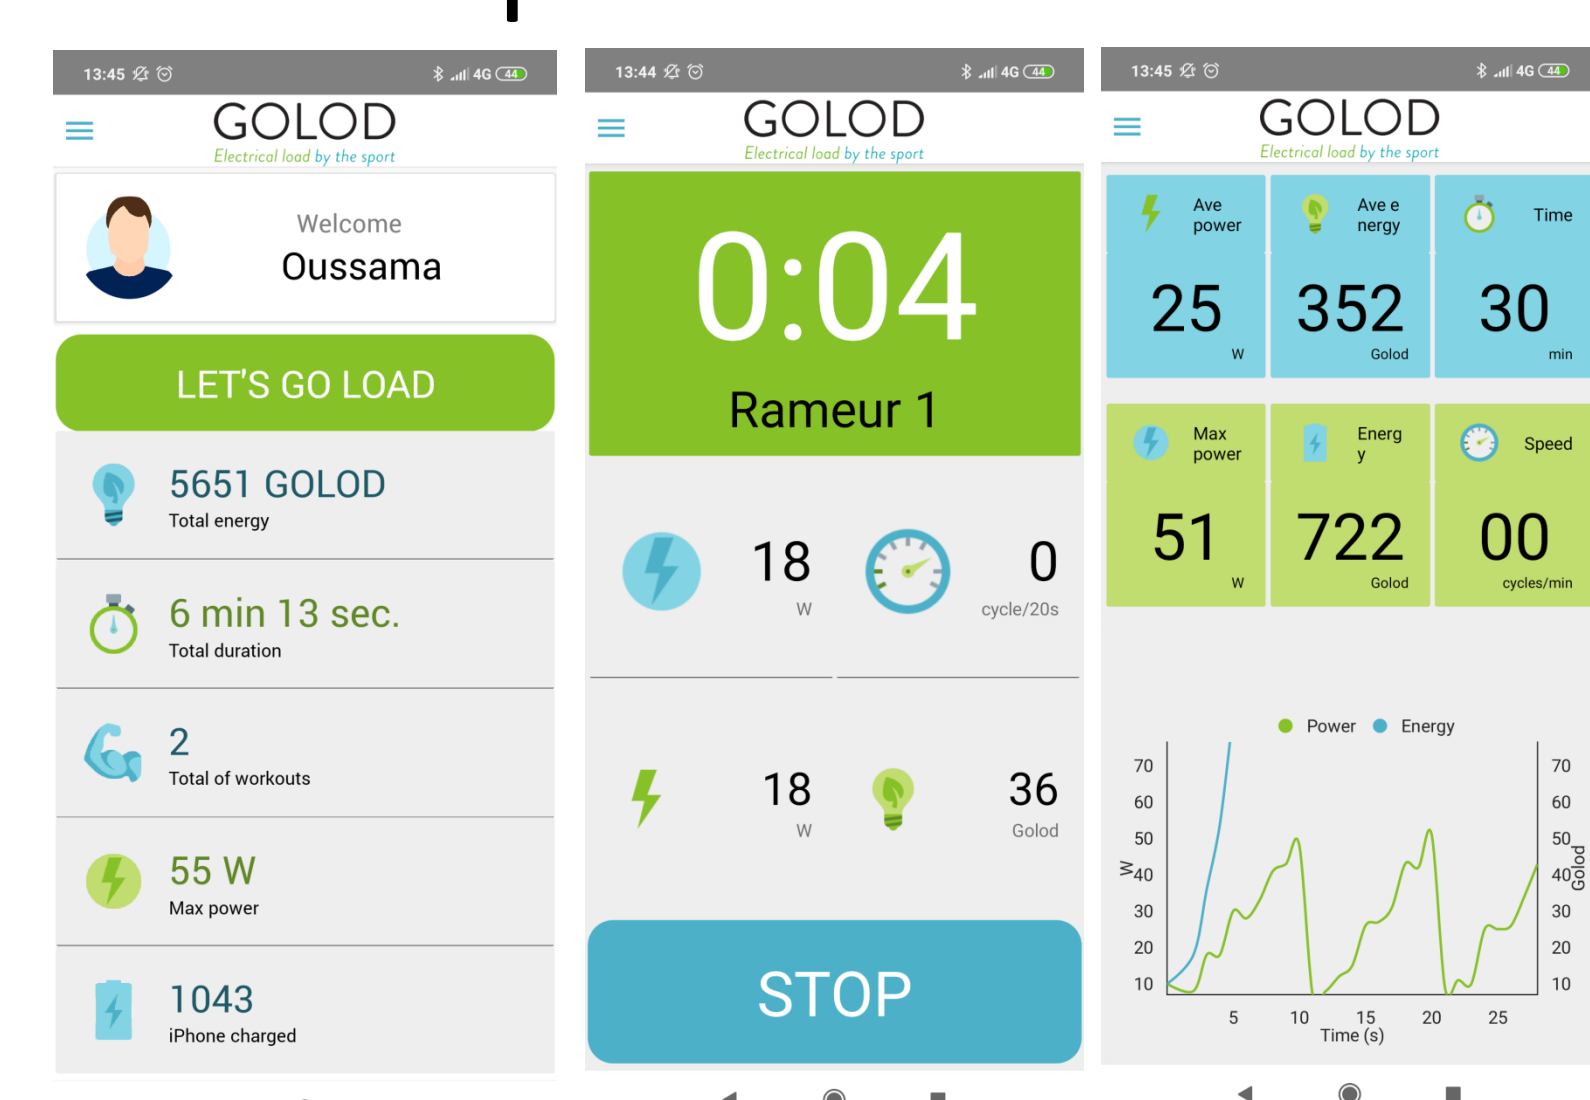 13:45
4G 44
GOLOD
Electrical load by the sport
Welcome
Oussama
LET'S GO LOAD
5651 GOLOD
Total energy
6 min 13 sec.
Total duration
2
Total of workouts
55 W
Max power
1043
iPhone charged
13:44
4G 44
GOLOD
Electrical load by the sport
0:04
Rameur 1
18
W
0
cycle/20s
18
W
36
Golod
STOP
13:45
4G 44
GOLOD
Electrical load by the sport
Ave
power
25
W
Ave e
nergy
352
Golod
Time
30
min
Max
power
51
W
Energ
y
722
Golod
Speed
00
cycles/min
Power Energy
70
60
50
40
30
20
10
W
70
60
50
40
30
20
10
Golod
5 10 15 20 25
Time (s)